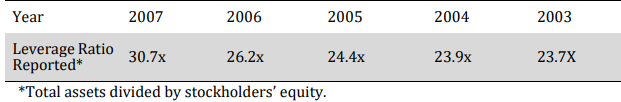 Year 2007 2006 2005 2004 2003
Leverage Ratio
Reported* 30.7x 26.2x 24.4x 23.9x 23.7X
*Total assets divided by stockholders’ equity.